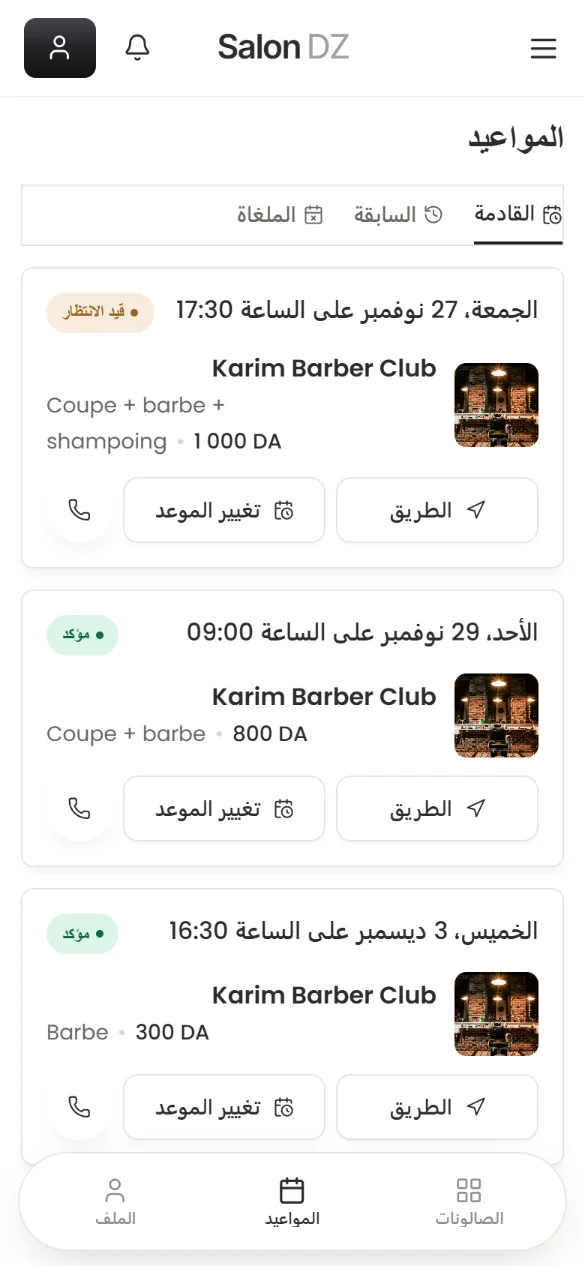 Salon DZ
المواعيد
القادمة السابقة الملغاة
الجمعة، 27 نوفمبر على الساعة 17:30 قيد الانتظار
Karim Barber Club
Coupe + barbe +
shampoing • 1 000 DA
الطريق تغيير الموعد
الأحد، 29 نوفمبر على الساعة 09:00 مؤكد
Karim Barber Club
Coupe + barbe • 800 DA
الطريق تغيير الموعد
الخميس، 3 ديسمبر على الساعة 16:30 مؤكد
Karim Barber Club
Barbe • 300 DA
الطريق تغيير الموعد
الصالونات المواعيد الملف